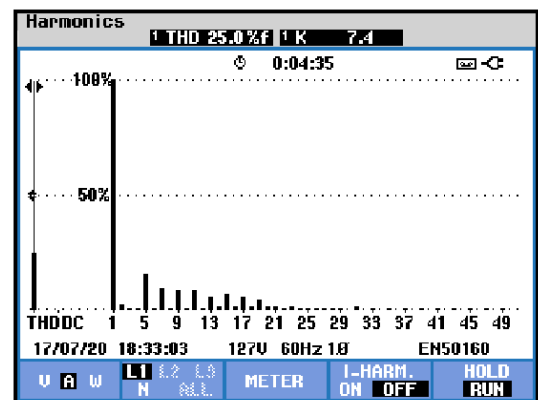 Harmonics
1 THD 25.0%f 1 K 7.4
0:04:35
100%
50%
THDDC 1 5 9 13 17 21 25 29 33 37 41 45 49
17/07/20 18:33:03 127V 60Hz 1Ø EN50160
V A W L1 L2 L3 N ALL METER I-HARM. ON OFF HOLD RUN